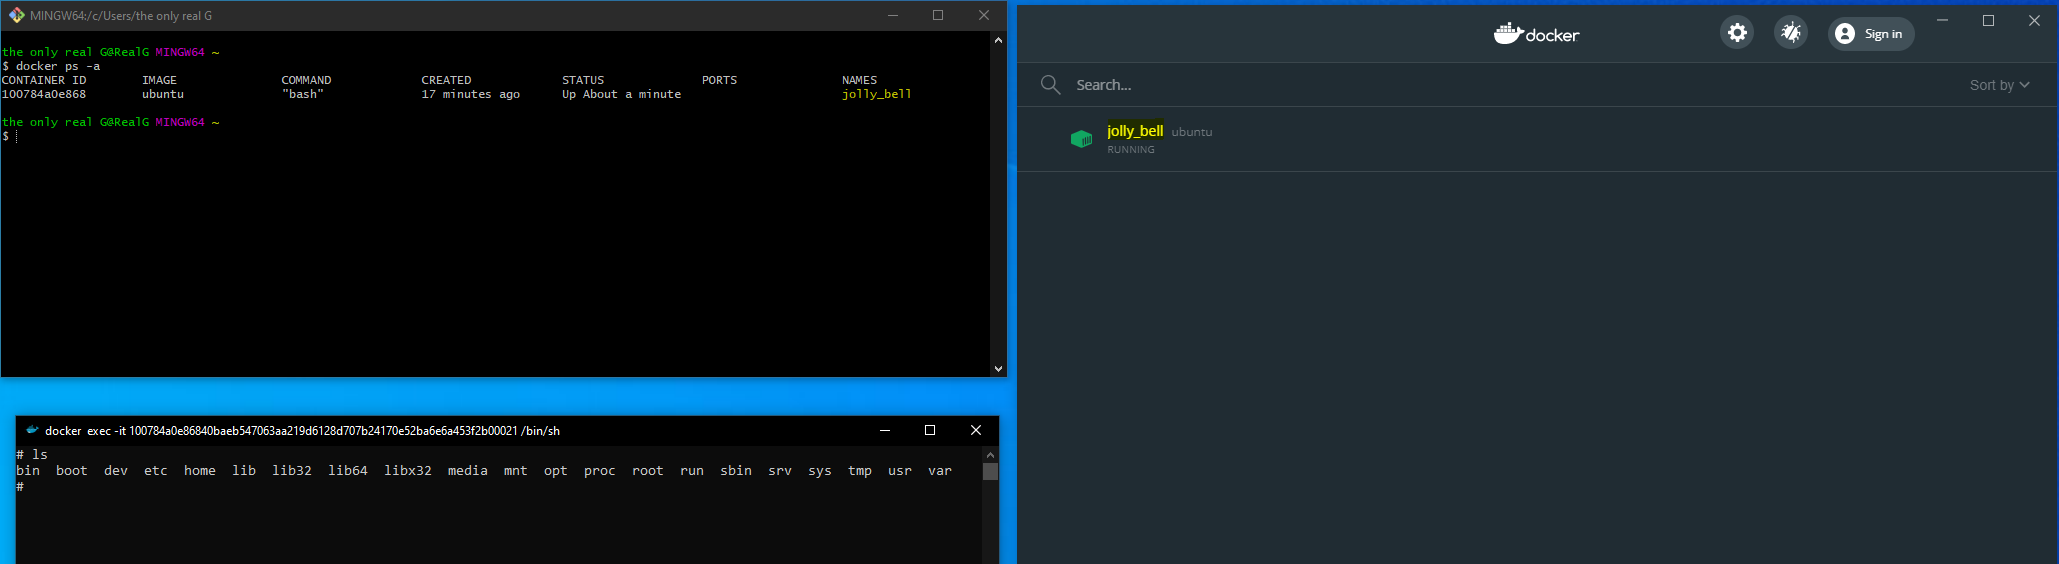 MINGW64:/c/Users/the only real G
the only real G@RealG MINGW64 ~
$ docker ps -a
CONTAINER ID IMAGE COMMAND CREATED STATUS PORTS NAMES
100784a0e868 ubuntu "bash" 17 minutes ago Up About a minute jolly_bell
the only real G@RealG MINGW64 ~
$
docker exec -it 100784a0e86840baeb547063aa219d6128d707b24170e52ba6e6a453f2b00021 /bin/sh
# ls
bin boot dev etc home lib lib32 lib64 libx32 media mnt opt proc root run sbin srv sys tmp usr var
#
docker
Sign in
Search...
Sort by
jolly_bell ubuntu
RUNNING